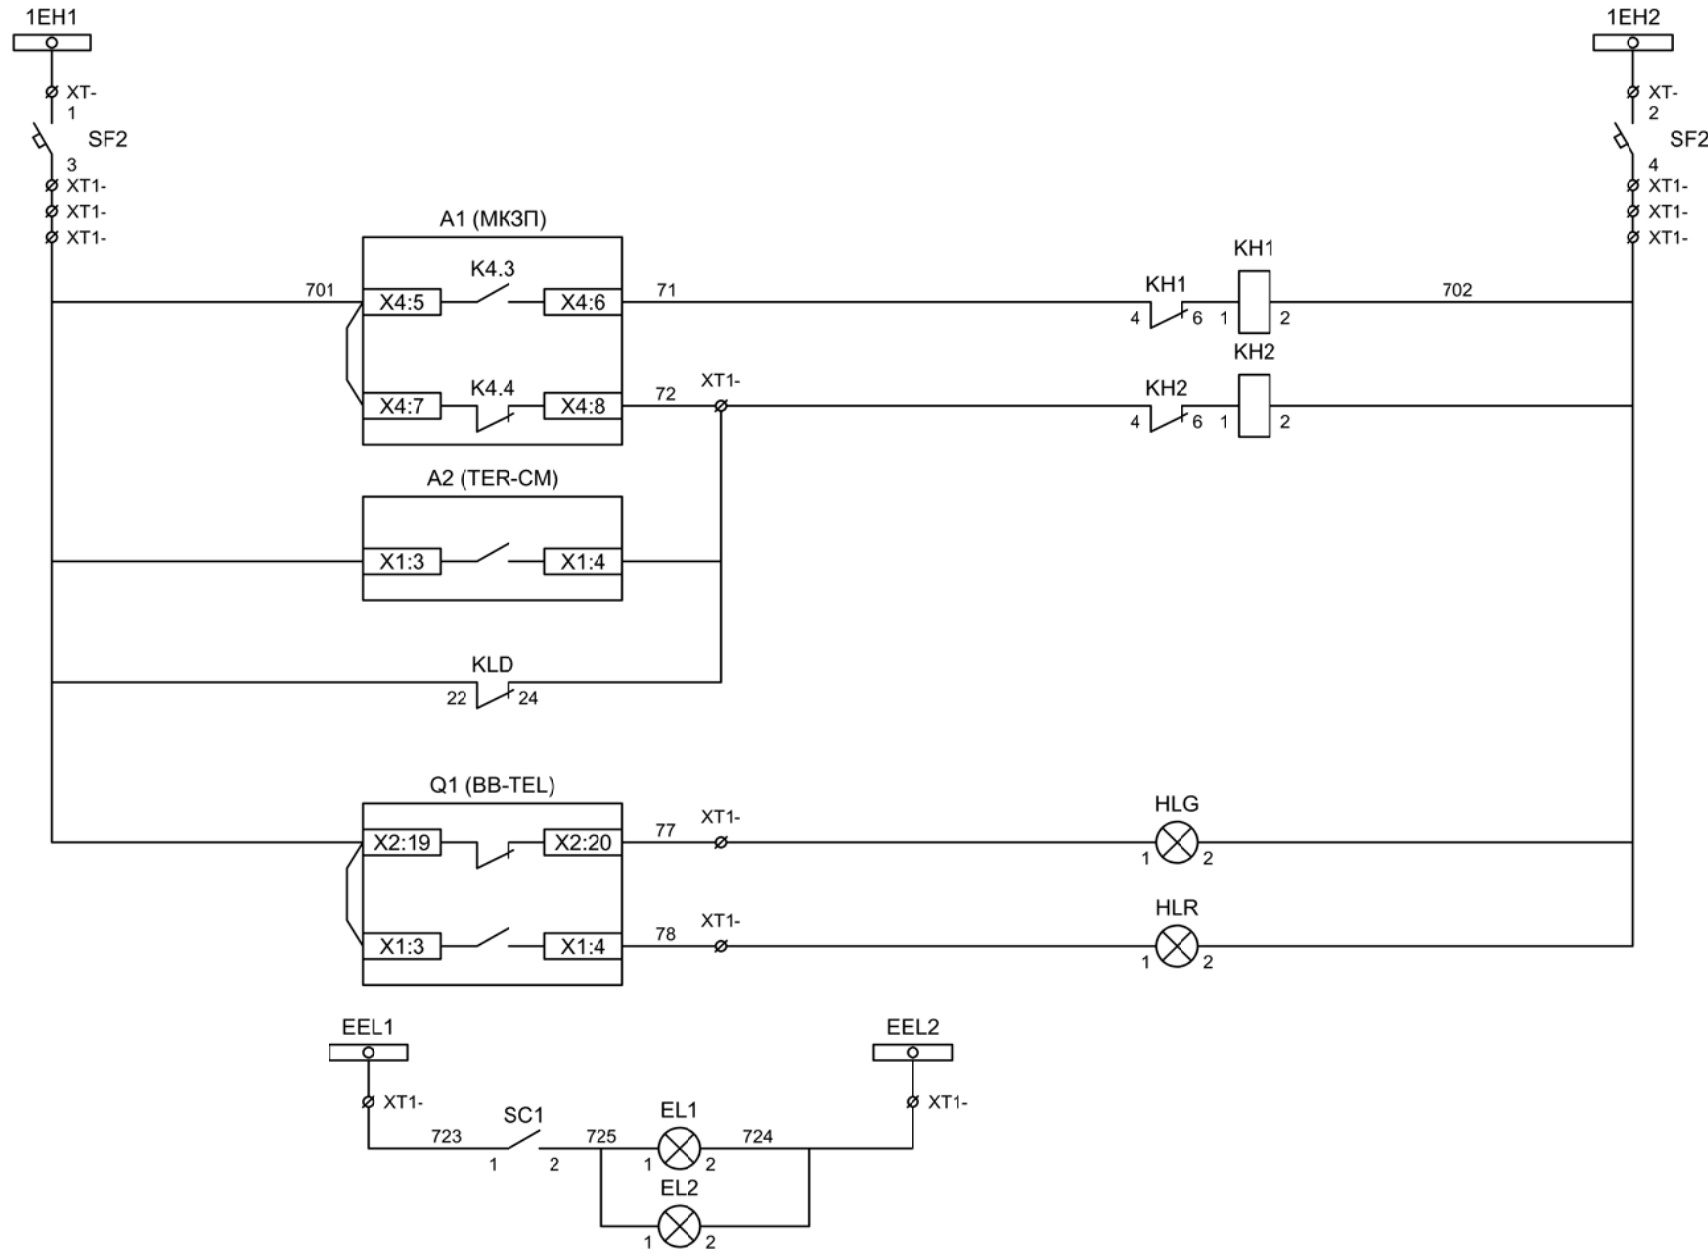 1EH1 1EH2
XT- XT-
1 2
SF2 SF2
3 4
XT1- XT1-
XT1- XT1-
XT1- XT1-
А1 (МКЗП)
701 X4:5 K4.3 X4:6 71 KH1 4 6 KH1 1 2 702
X4:7 K4.4 X4:8 72 XT1- KH2 4 6 KH2 1 2
A2 (TER-CM)
X1:3 X1:4
KLD
22 24
Q1 (BB-TEL)
X2:19 X2:20 77 XT1- HLG 1 2
X1:3 X1:4 78 XT1- HLR 1 2
EEL1 EEL2
XT1- XT1-
723 SC1 1 2 725 EL1 1 2 724
EL2
1 2